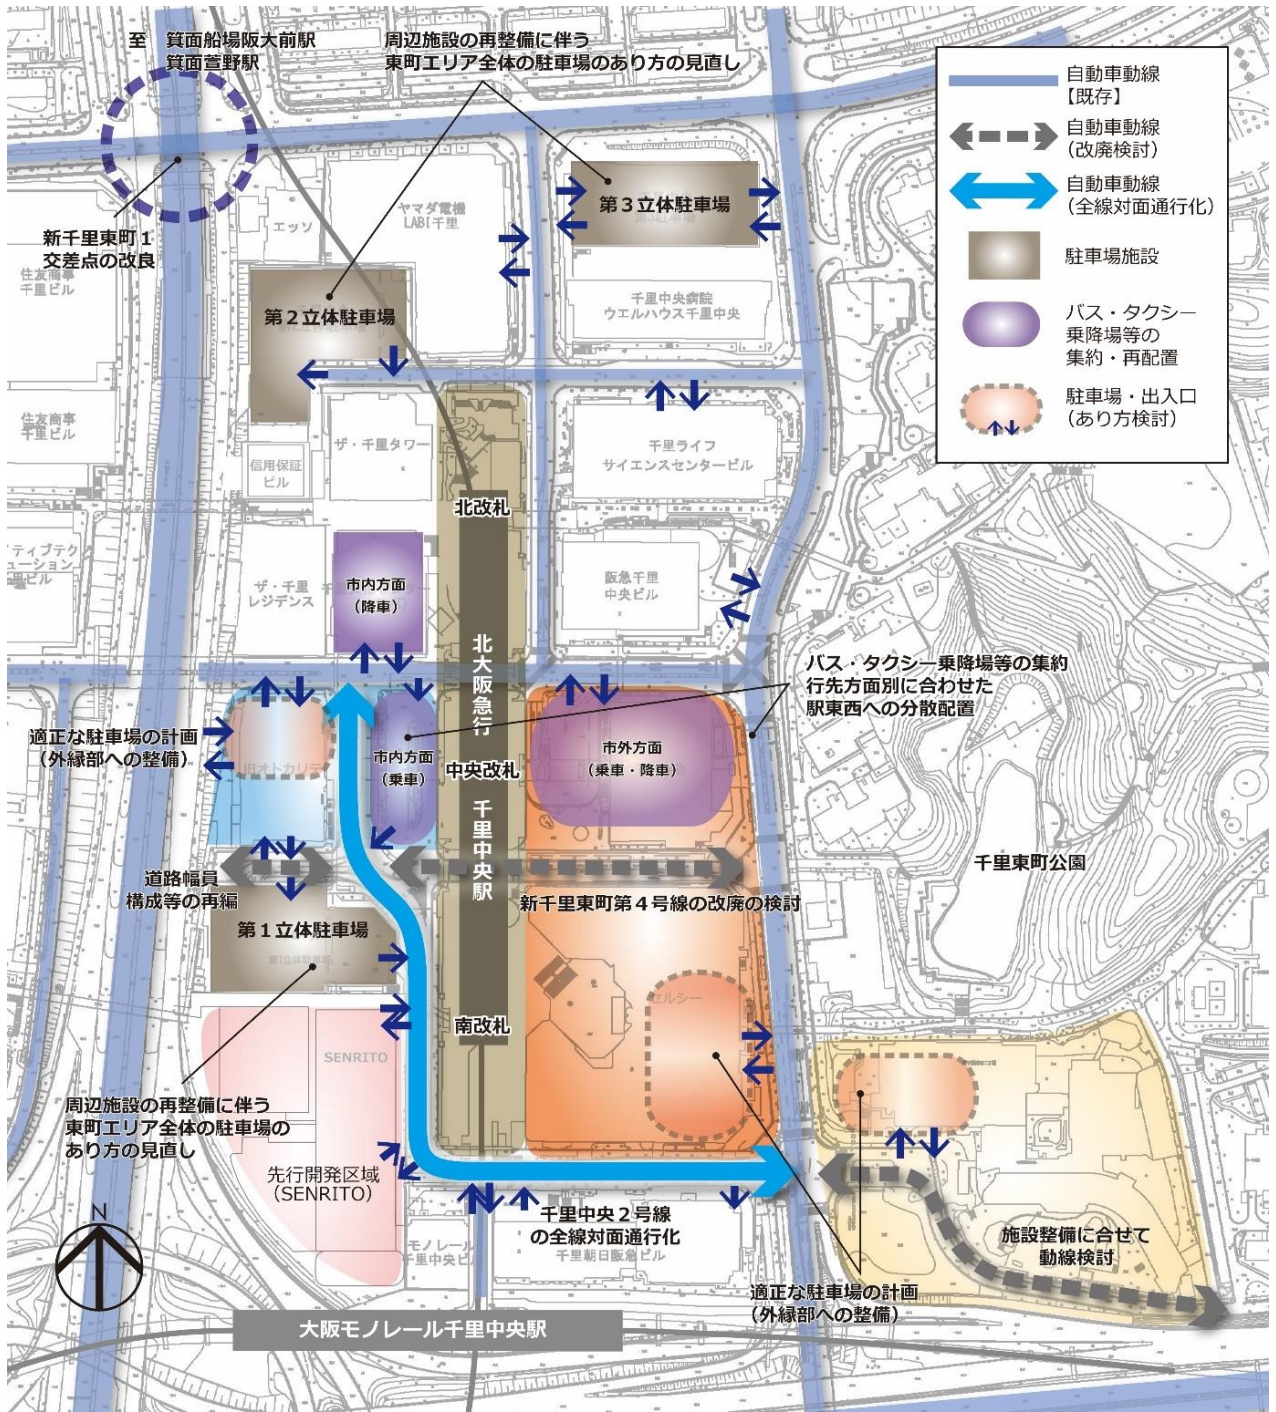 至 箕面船場阪大前駅
箕面萱野駅
周辺施設の再整備に伴う
東町エリア全体の駐車場のあり方の見直し
自動車動線
【既存】
自動車動線
(改廃検討)
自動車動線
(全線対面通行化)
駐車場施設
バス・タクシー
乗降場等の
集約・再配置
駐車場・出入口
(あり方検討)
新千里東町1
交差点の改良
エッソ
ヤマダ電機
LABI千里
第3立体駐車場
住友商事
千里ビル
第2立体駐車場
千里中央病院
ウエルハウス千里中央
住友商事
千里ビル
ザ・千里タワー
信用保証
ビル
千里ライフ
サイエンスセンタービル
北改札
ザ・千里
レジデンス
市内方面
(降車)
阪急千里
中央ビル
北大阪急行 千里中央駅
バス・タクシー乗降場等の集約
行先方面別に合わせた
駅東西への分散配置
適正な駐車場の計画
(外縁部への整備)
旧オトカリテ
市内方面
(乗車)
中央改札
市外方面
(乗車・降車)
千里東町公園
道路幅員
構成等の再編
新千里東町第4号線の改廃の検討
第1立体駐車場
セルシー
南改札
SENRITO
周辺施設の再整備に伴う
東町エリア全体の駐車場の
あり方の見直し
先行開発区域
(SENRITO)
N
千里中央2号線
の全線対面通行化
モノレール
千里中央ビル
千里朝日阪急ビル
施設整備に合せて
動線検討
適正な駐車場の計画
(外縁部への整備)
大阪モノレール千里中央駅